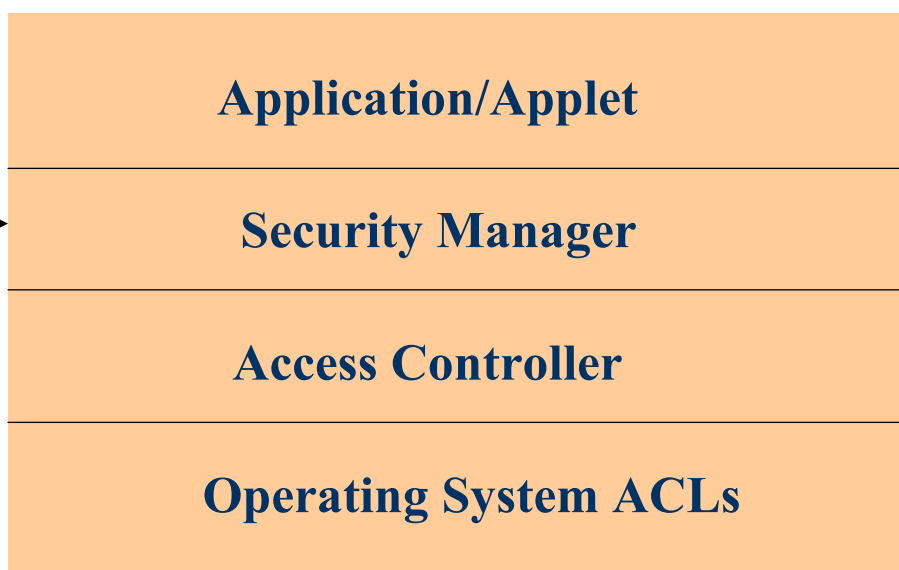 Application/Applet
Security Manager
Access Controller
Operating System ACLs